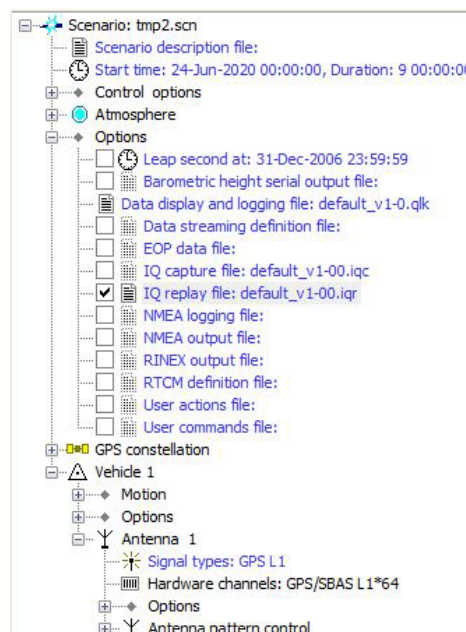 Scenario: tmp2.scn
Scenario description file:
Start time: 24-Jun-2020 00:00:00, Duration: 9 00:00:0
Control options
Atmosphere
Options
Leap second at: 31-Dec-2006 23:59:59
Barometric height serial output file:
Data display and logging file: default_v1-0.qlk
Data streaming definition file:
EOP data file:
IQ capture file: default_v1-00.iqc
IQ replay file: default_v1-00.iqr
NMEA logging file:
NMEA output file:
RINEX output file:
RTCM definition file:
User actions file:
User commands file:
GPS constellation
Vehicle 1
Motion
Options
Antenna 1
Signal types: GPS L1
Hardware channels: GPS/SBAS L1*64
Options
Antenna pattern control